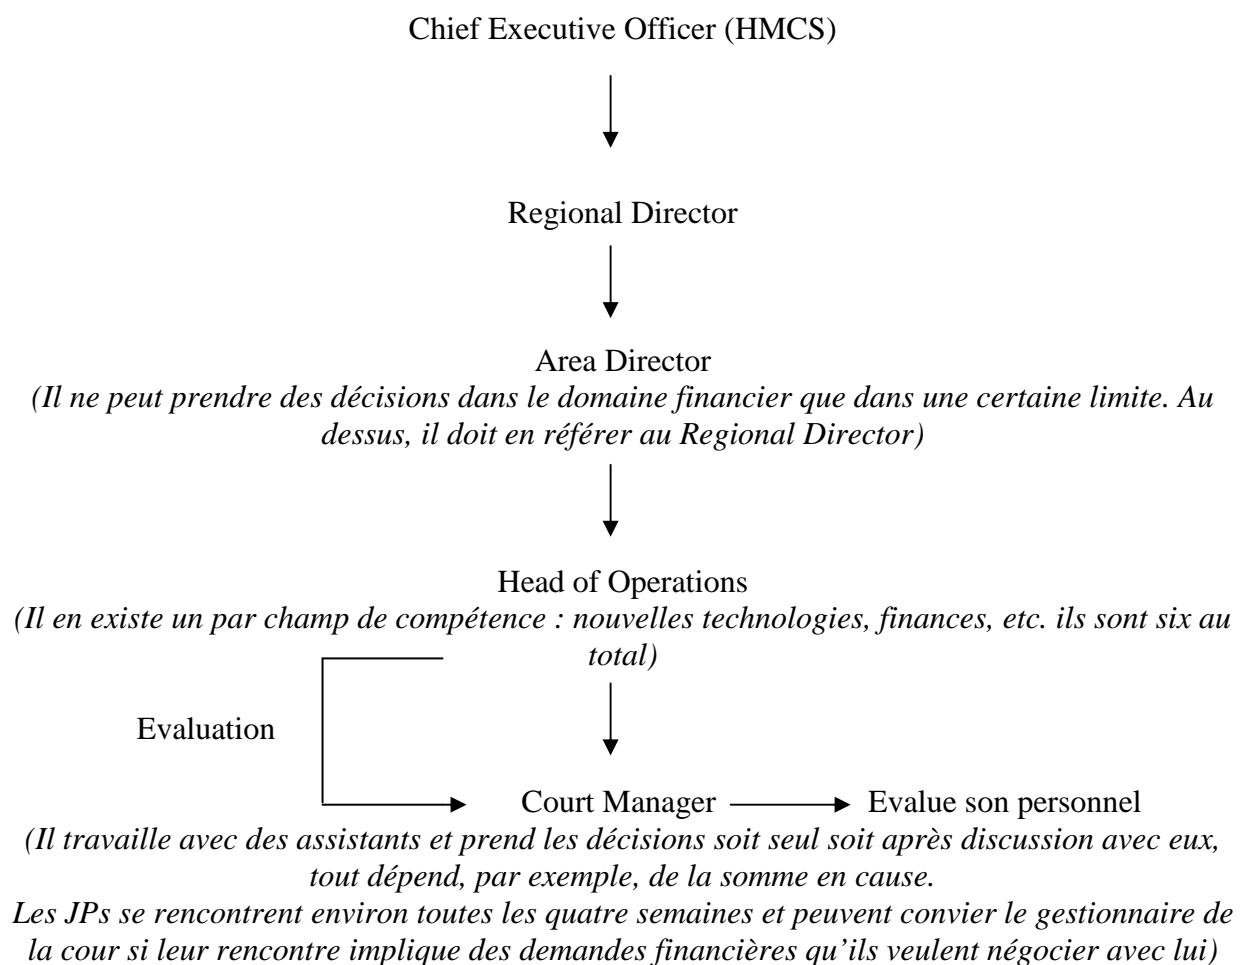 Chief Executive Officer (HMCS)
Regional Director
Area Director
(Il ne peut prendre des décisions dans le domaine financier que dans une certaine limite. Au
dessus, il doit en référer au Regional Director)
Head of Operations
(Il en existe un par champ de compétence : nouvelles technologies, finances, etc. ils sont six au
total)
Evaluation
Court Manager
Evalue son personnel
(Il travaille avec des assistants et prend les décisions soit seul soit après discussion avec eux,
tout dépend, par exemple, de la somme en cause.
Les JPs se rencontrent environ toutes les quatre semaines et peuvent convier le gestionnaire de
la cour si leur rencontre implique des demandes financières qu’ils veulent négocier avec lui)